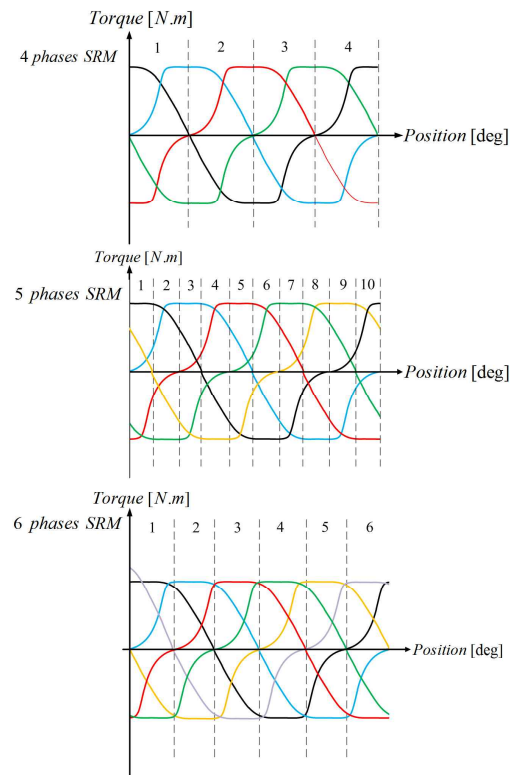 Torque [N.m]
4 phases SRM
1 2 3 4
Position [deg]
Torque [N.m]
5 phases SRM
1 2 3 4 5 6 7 8 9 10
Position [deg]
Torque [N.m]
6 phases SRM
1 2 3 4 5 6
Position [deg]